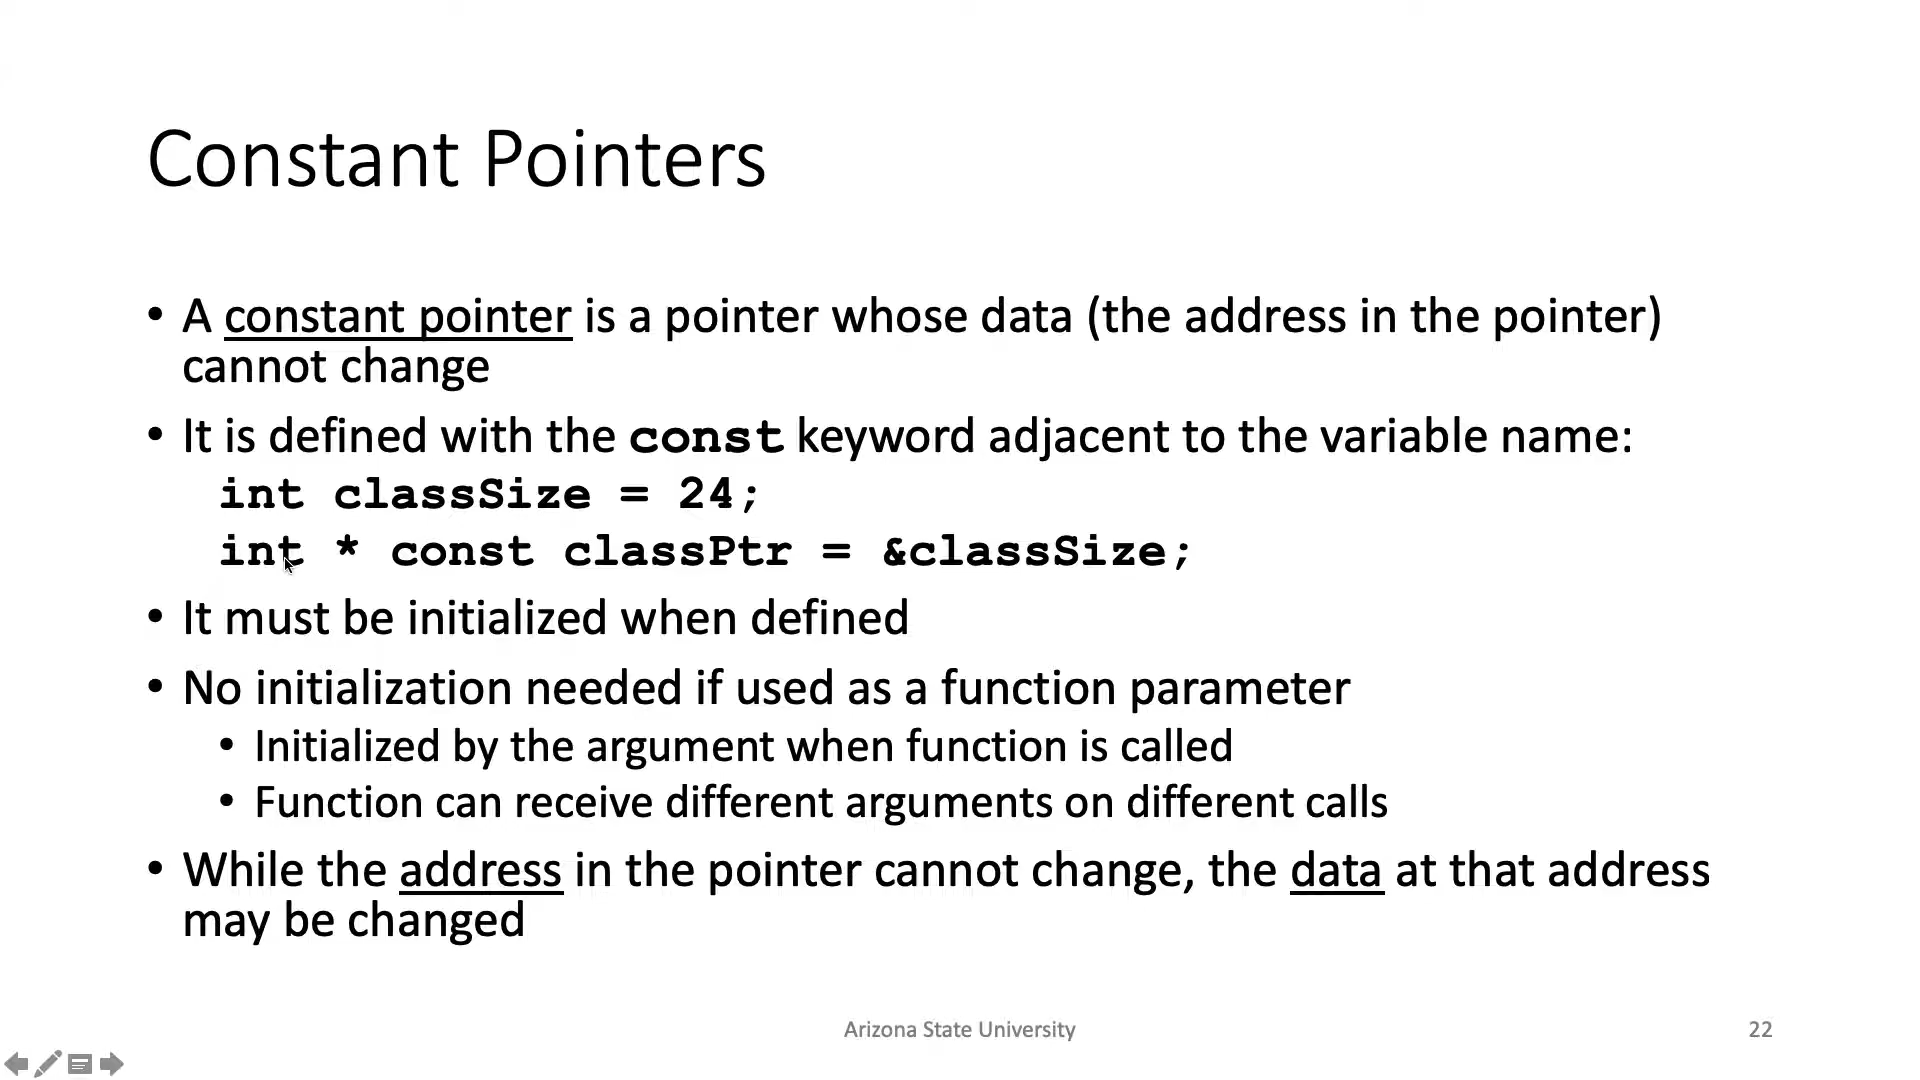 Constant Pointers
• A constant pointer is a pointer whose data (the address in the pointer)
cannot change
• It is defined with the const keyword adjacent to the variable name:
int classSize = 24;
int * const classPtr = &classSize;
• It must be initialized when defined
• No initialization needed if used as a function parameter
• Initialized by the argument when function is called
• Function can receive different arguments on different calls
• While the address in the pointer cannot change, the data at that address
may be changed
Arizona State University
22